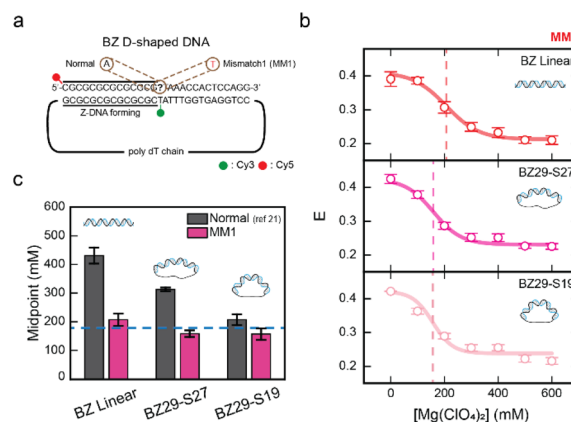 a
BZ D-shaped DNA
Normal A ? T Mismatch1 (MM1)
5'-CGCGCGCGCGCGCG?TAAACCACTCCAGG-3'
GCGCGCGCGCGCGCTATTTGGTGAGGTCC
Z-DNA forming
poly dT chain
: Cy3 : Cy5
b
MM
BZ Linear
0.4
0.3
0.2
BZ29-S27
0.4
0.3
0.2
BZ29-S19
0.4
0.3
0.2
E
0 200 400 600
[Mg(ClO₄)₂] (mM)
c
Normal (ref 21)
MM1
600
500
400
300
200
100
0
Midpoint (mM)
BZ Linear
BZ29-S27
BZ29-S19